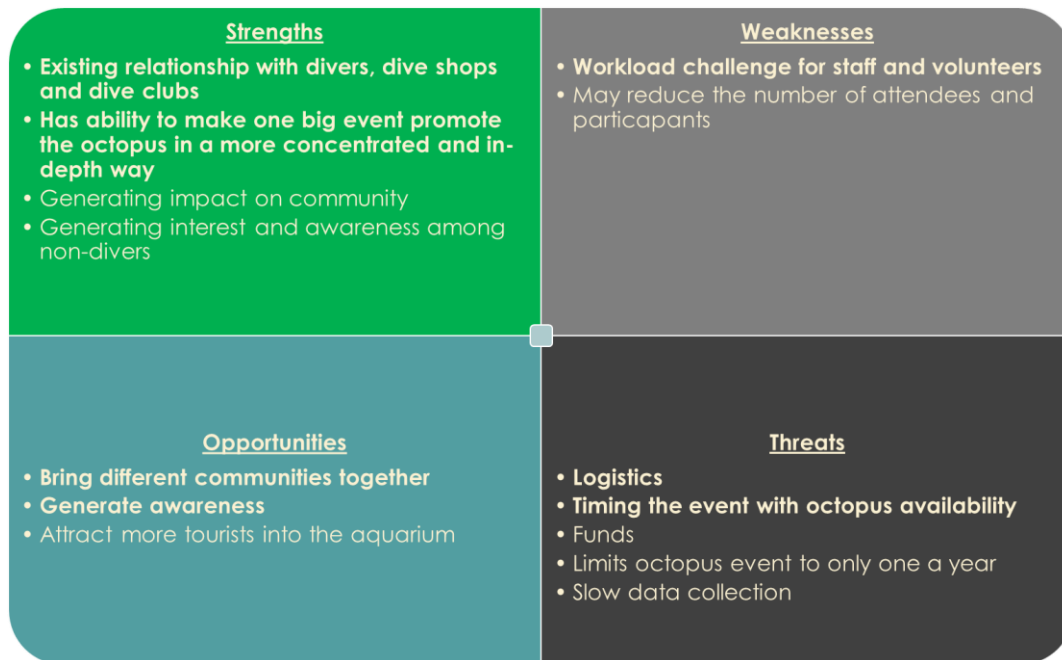 Strengths
• Existing relationship with divers, dive shops
and dive clubs
• Has ability to make one big event promote
the octopus in a more concentrated and in-
depth way
• Generating impact on community
• Generating interest and awareness among
non-divers
Weaknesses
• Workload challenge for staff and volunteers
• May reduce the number of attendees and
particapants
Opportunities
• Bring different communities together
• Generate awareness
• Attract more tourists into the aquarium
Threats
• Logistics
• Timing the event with octopus availability
• Funds
• Limits octopus event to only one a year
• Slow data collection